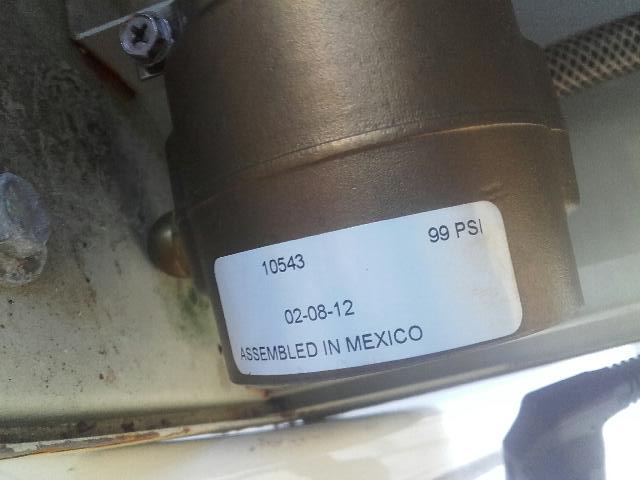 10543 99 PSI
02-08-12
ASSEMBLED IN MEXICO